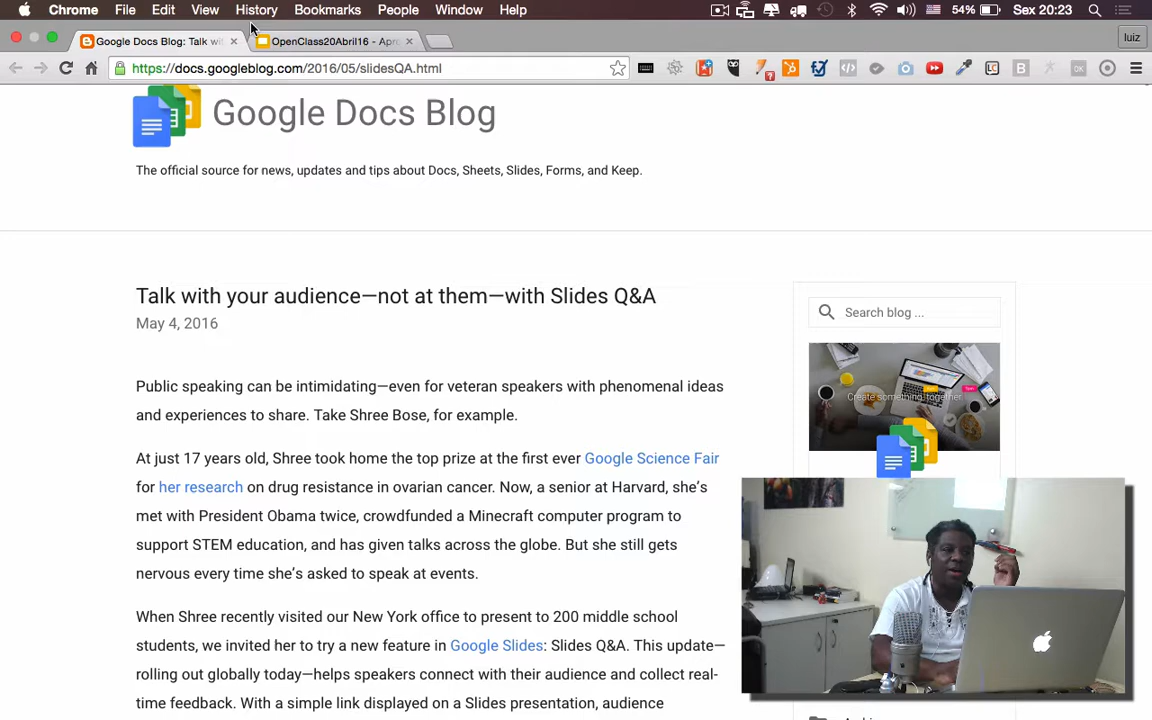 Chrome File Edit View History Bookmarks People Window Help 54% Sex 20:23
Google Docs Blog: Talk wit OpenClass20Abril16 - Apro luiz
https://docs.googleblog.com/2016/05/slidesQA.html
Google Docs Blog
The official source for news, updates and tips about Docs, Sheets, Slides, Forms, and Keep.
Talk with your audience—not at them—with Slides Q&A
May 4, 2016
Search blog ...
Create something together
Public speaking can be intimidating—even for veteran speakers with phenomenal ideas
and experiences to share. Take Shree Bose, for example.
At just 17 years old, Shree took home the top prize at the first ever Google Science Fair
for her research on drug resistance in ovarian cancer. Now, a senior at Harvard, she's
met with President Obama twice, crowdfunded a Minecraft computer program to
support STEM education, and has given talks across the globe. But she still gets
nervous every time she's asked to speak at events.
When Shree recently visited our New York office to present to 200 middle school
students, we invited her to try a new feature in Google Slides: Slides Q&A. This update—
rolling out globally today—helps speakers connect with their audience and collect real-
time feedback. With a simple link displayed on a Slides presentation, audience